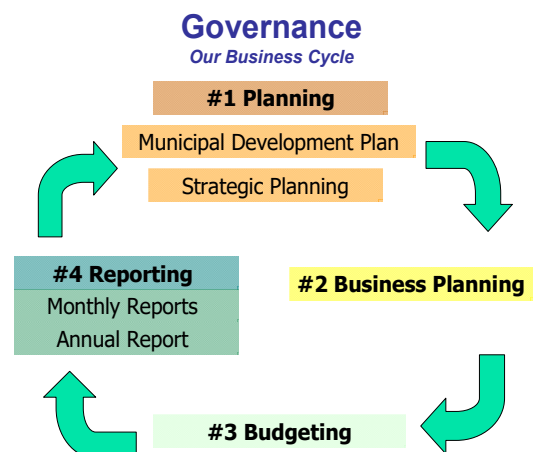 Governance
Our Business Cycle
#1 Planning
Municipal Development Plan
Strategic Planning
#2 Business Planning
#3 Budgeting
#4 Reporting
Monthly Reports
Annual Report